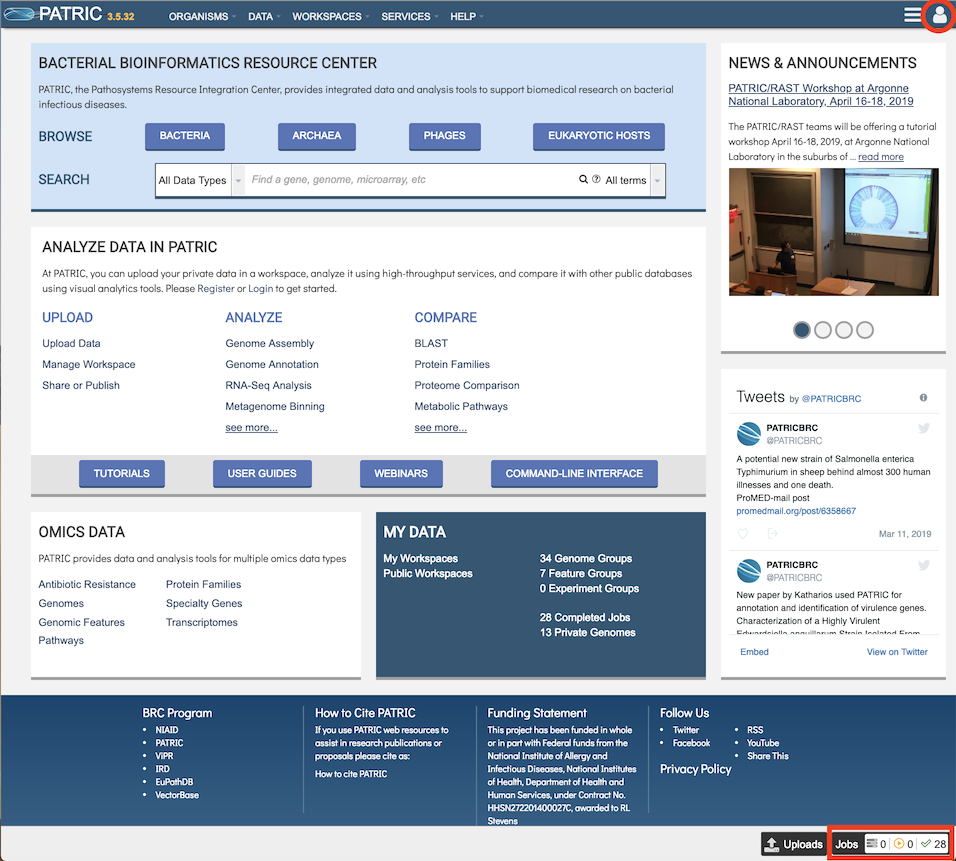 PATRIC 3.5.32
ORGANISMS DATA WORKSPACES SERVICES HELP
BACTERIAL BIOINFORMATICS RESOURCE CENTER
PATRIC, the Pathosystems Resource Integration Center, provides integrated data and analysis tools to support biomedical research on bacterial
infectious diseases.
BROWSE BACTERIA ARCHAEA PHAGES EUKARYOTIC HOSTS
SEARCH All Data Types Find a gene, genome, microarray, etc All terms
ANALYZE DATA IN PATRIC
At PATRIC, you can upload your private data in a workspace, analyze it using high-throughput services, and compare it with other public databases
using visual analytics tools. Please Register or Login to get started.
UPLOAD
Upload Data
Manage Workspace
Share or Publish
ANALYZE
Genome Assembly
Genome Annotation
RNA-Seq Analysis
Metagenome Binning
see more...
COMPARE
BLAST
Protein Families
Proteome Comparison
Metabolic Pathways
see more...
TUTORIALS USER GUIDES WEBINARS COMMAND-LINE INTERFACE
OMICS DATA
PATRIC provides data and analysis tools for multiple omics data types
Antibiotic Resistance
Genomes
Genomic Features
Pathways
Protein Families
Specialty Genes
Transcriptomes
MY DATA
My Workspaces
Public Workspaces
34 Genome Groups
7 Feature Groups
0 Experiment Groups
28 Completed Jobs
13 Private Genomes
NEWS & ANNOUNCEMENTS
PATRIC/RAST Workshop at Argonne
National Laboratory, April 16-18, 2019
The PATRIC/RAST teams will be offering a tutorial
workshop April 16-18, 2019, at Argonne National
Laboratory in the suburbs of ... read more
Tweets by @PATRICBRC
PATRICBRC
@PATRICBRC
A potential new strain of Salmonella enterica
Typhimurium in sheep behind almost 300 human
illnesses and one death.
ProMED-mail post
promedmail.org/post/6358667
Mar 11, 2019
PATRICBRC
@PATRICBRC
New paper by Katharios used PATRIC for
annotation and identification of virulence genes.
Characterization of a Highly Virulent
Edwardsiella anguillarum Strain Isolated From
Embed View on Twitter
BRC Program
• NIAID
• PATRIC
• ViPR
• IRD
• EuPathDB
• VectorBase
How to Cite PATRIC
If you use PATRIC web resources to
assist in research publications or
proposals please cite as:
How to cite PATRIC
Funding Statement
This project has been funded in whole
or in part with Federal funds from the
National Institute of Allergy and
Infectious Diseases, National Institutes
of Health, Department of Health and
Human Services, under Contract No.
HHSN272201400027C, awarded to RL
Stevens
Follow Us
• Twitter
• Facebook
• RSS
• YouTube
• Share This
Privacy Policy
Uploads Jobs 0 0 28